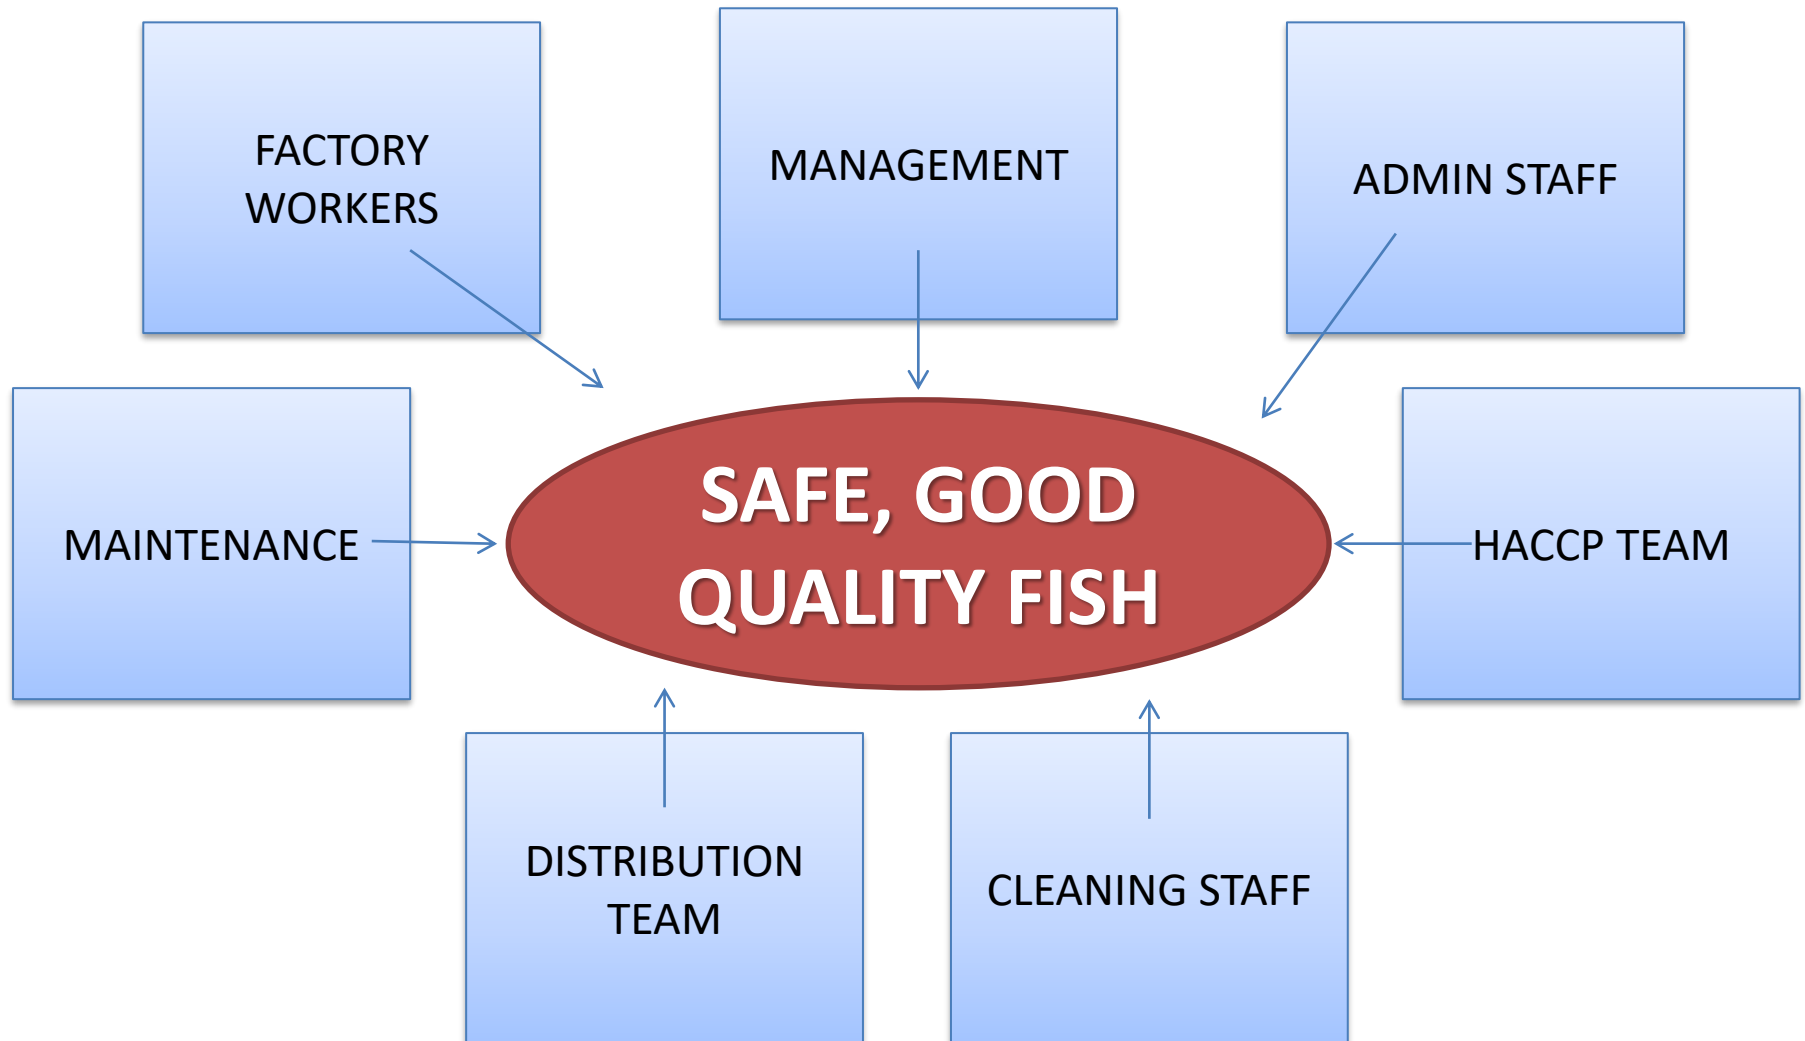 FACTORY
WORKERS
MANAGEMENT
ADMIN STAFF
MAINTENANCE
SAFE, GOOD
QUALITY FISH
HACCP TEAM
DISTRIBUTION
TEAM
CLEANING STAFF